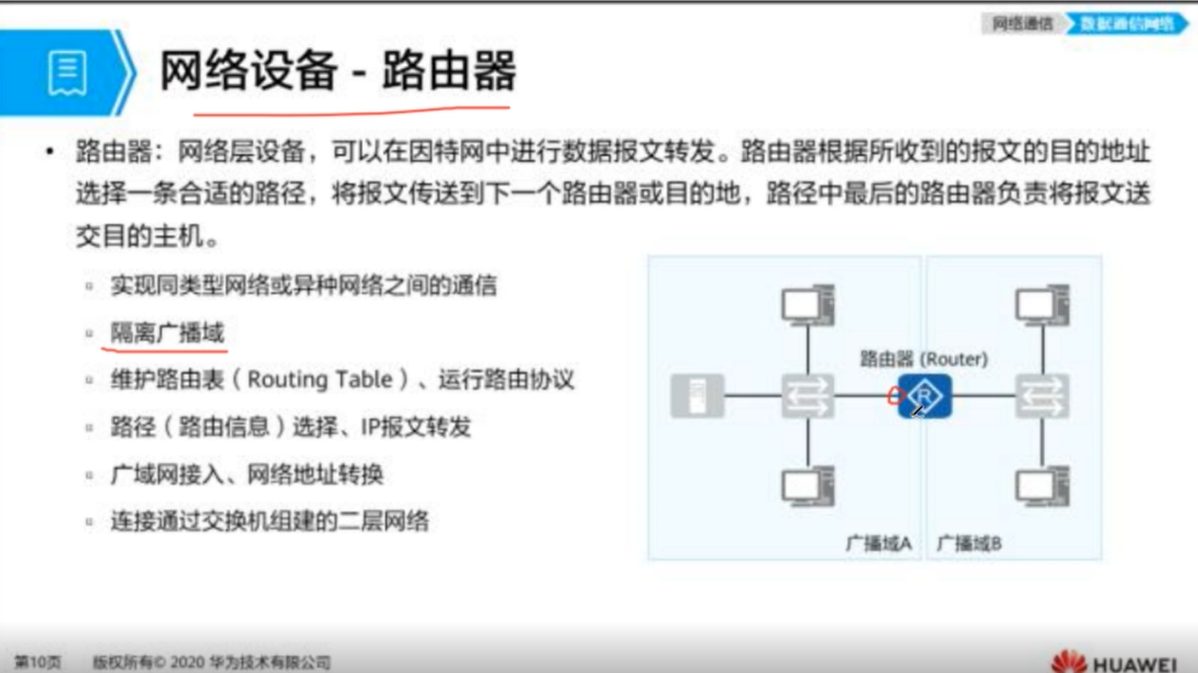 网络通信 数据通信网络
网络设备 - 路由器
• 路由器：网络层设备，可以在因特网中进行数据报文转发。路由器根据所收到的报文的目的地址
选择一条合适的路径，将报文传送到下一个路由器或目的地，路径中最后的路由器负责将报文送
交目的主机。
▫ 实现同类型网络或异种网络之间的通信
▫ 隔离广播域
▫ 维护路由表（Routing Table）、运行路由协议
▫ 路径（路由信息）选择、IP报文转发
▫ 广域网接入、网络地址转换
▫ 连接通过交换机组建的二层网络
路由器 (Router)
R
广播域A 广播域B
第10页 版权所有© 2020 华为技术有限公司
HUAWEI